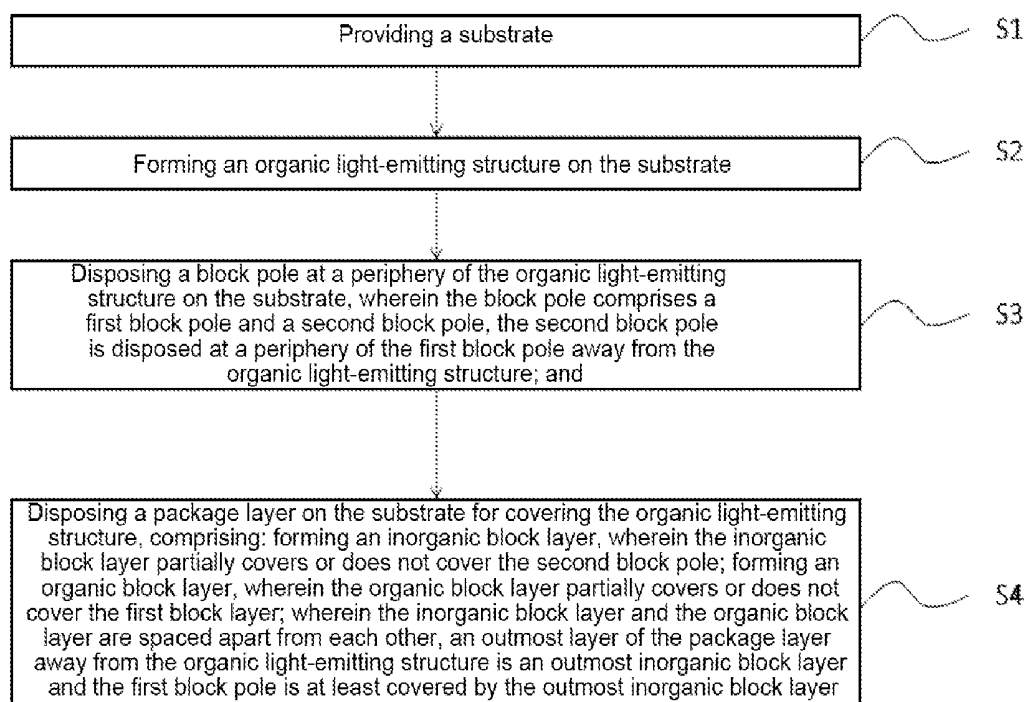 Providing a substrate
S1
Forming an organic light-emitting structure on the substrate
S2
Disposing a block pole at a periphery of the organic light-emitting
structure on the substrate, wherein the block pole comprises a
first block pole and a second block pole, the second block pole
is disposed at a periphery of the first block pole away from the
organic light-emitting structure; and
S3
Disposing a package layer on the substrate for covering the organic light-emitting
structure, comprising: forming an inorganic block layer, wherein the inorganic
block layer partially covers or does not cover the second block pole; forming an
organic block layer, wherein the organic block layer partially covers or does not
cover the first block layer; wherein the inorganic block layer and the organic block
layer are spaced apart from each other, an outmost layer of the package layer
away from the organic light-emitting structure is an outmost inorganic block layer
and the first block pole is at least covered by the outmost inorganic block layer
S4